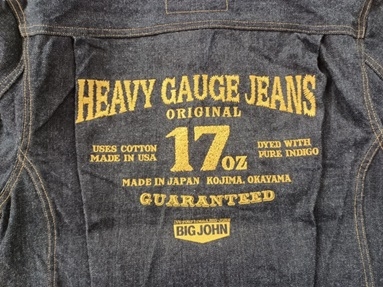 HEAVY GAUGE JEANS
ORIGINAL
USES COTTON
MADE IN USA
17oz
DYED WITH
PURE INDIGO
MADE IN JAPAN KOJIMA, OKAYAMA
GUARANTEED
BIG JOHN